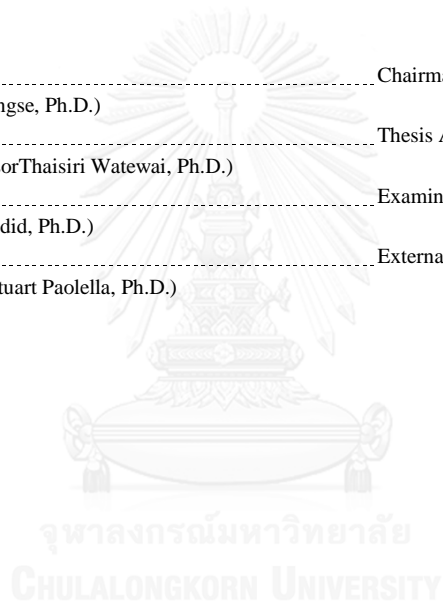 Chairma
ngse, Ph.D.)
Thesis A
orThaisiri Watewai, Ph.D.)
Examin
did, Ph.D.)
Externa
tuart Paolella, Ph.D.)
จุฬาลงกรณ์มหาวิทยาลัย
CHULALONGKORN UNIVERSITY